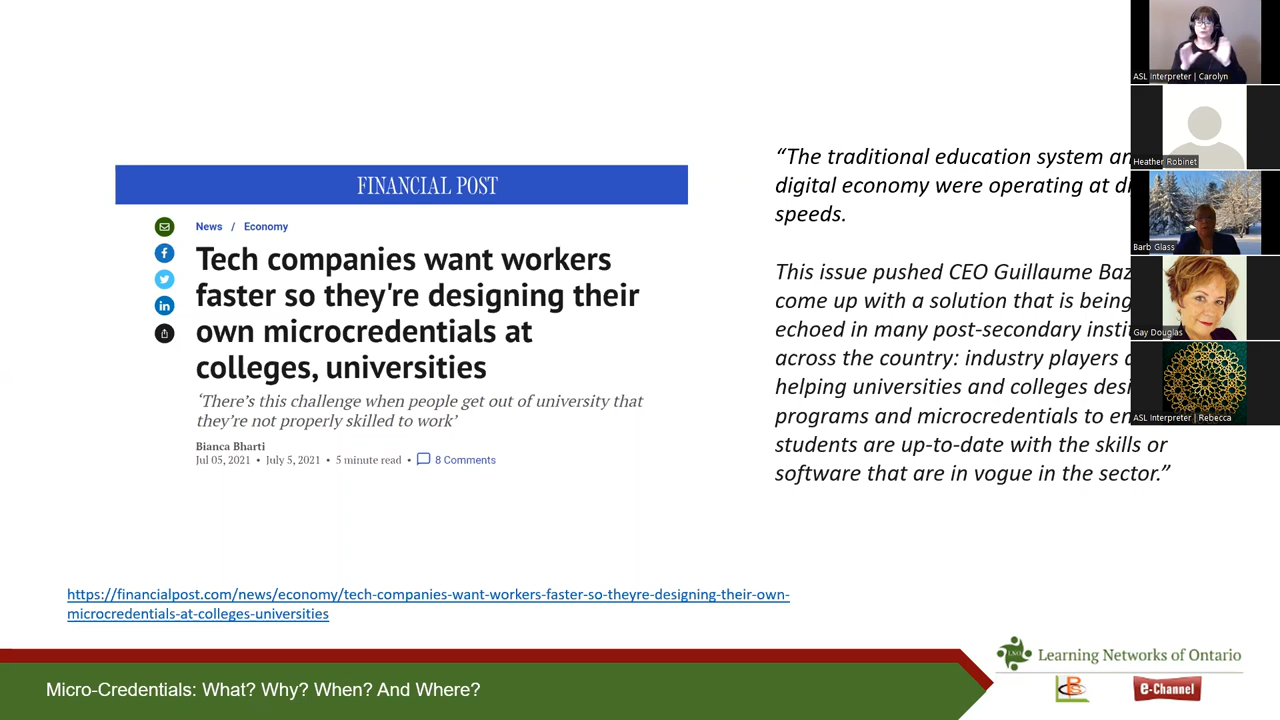 FINANCIAL POST
News / Economy
Tech companies want workers
faster so they're designing their
own microcredentials at
colleges, universities
‘There’s this challenge when people get out of university that
they’re not properly skilled to work’
Bianca Bharti
Jul 05, 2021 • July 5, 2021 • 5 minute read • 8 Comments
“The traditional education system
digital economy were operating at
speeds.
This issue pushed CEO Guillaume
come up with a solution that is being
echoed in many post-secondary
across the country: industry players
helping universities and colleges
programs and microcredentials to
students are up-to-date with the skills or
software that are in vogue in the sector.”
https://financialpost.com/news/economy/tech-companies-want-workers-faster-so-theyre-designing-their-own-
microcredentials-at-colleges-universities
Micro-Credentials: What? Why? When? And Where?
LNO
Learning Networks of Ontario
e-Channel
ASL Interpreter | Carolyn
Heather Robinet
Barb Glass
Gay Douglas
ASL Interpreter | Rebecca